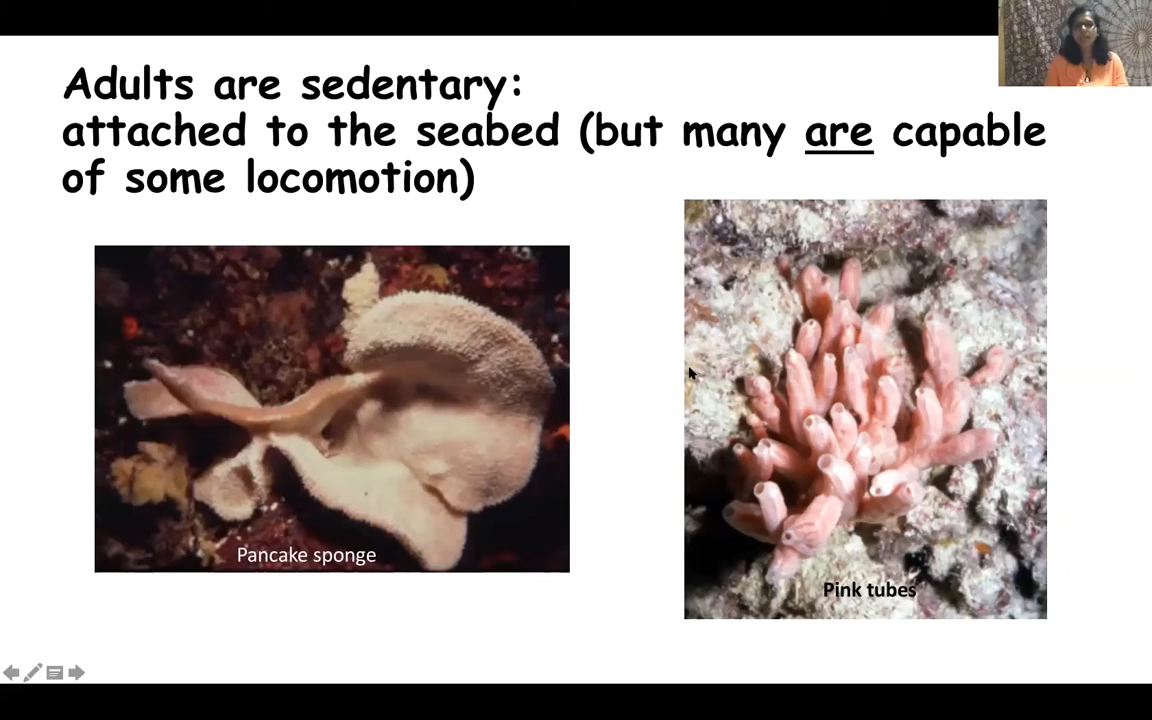 Adults are sedentary:
attached to the seabed (but many are capable
of some locomotion)
Pancake sponge
Pink tubes